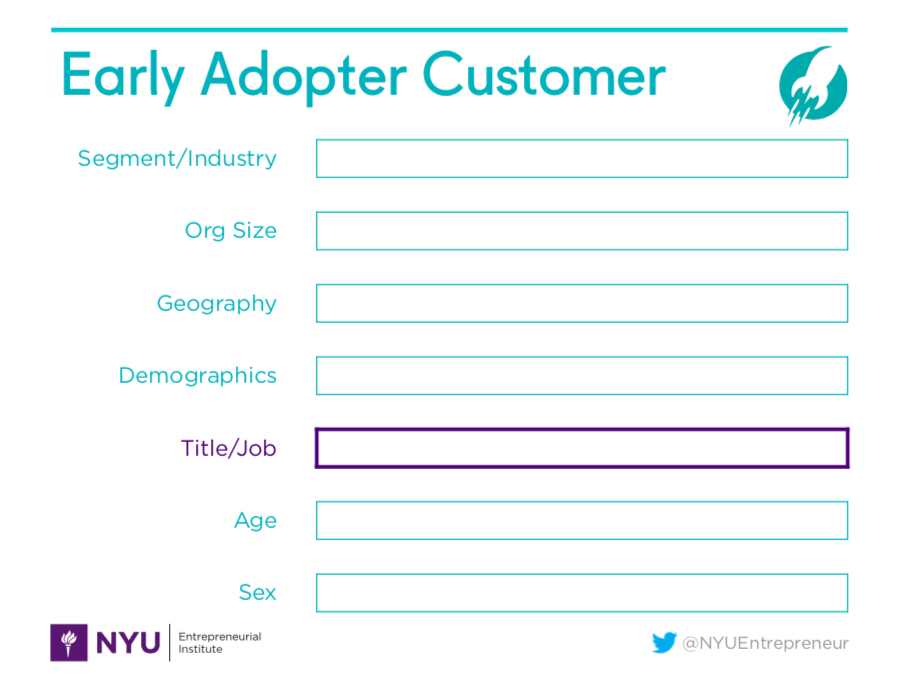 Early Adopter Customer
Segment/Industry
Org Size
Geography
Demographics
Title/Job
Age
Sex
NYU
Entrepreneurial
Institute
@NYUEntrepreneur